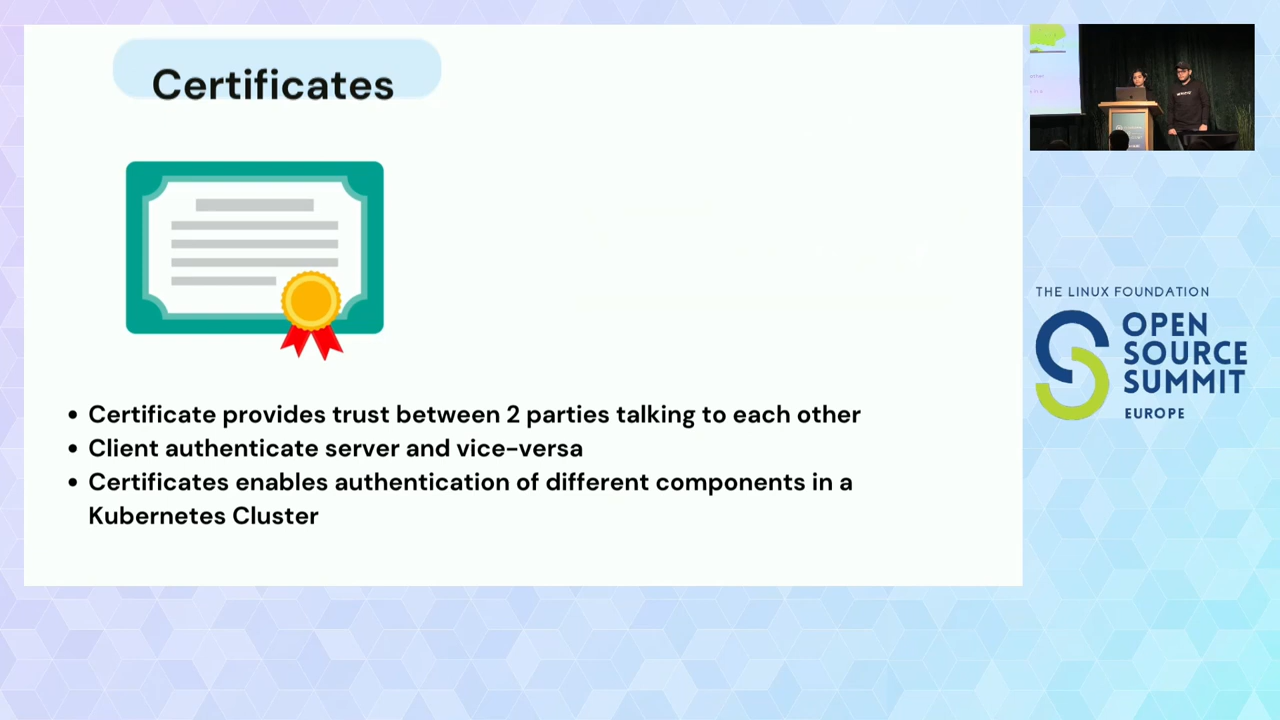 Certificates
Certificate provides trust between 2 parties talking to each other
Client authenticate server and vice-versa
Certificates enables authentication of different components in a
Kubernetes Cluster
THE LINUX FOUNDATION
OPEN
SOURCE
SUMMIT
EUROPE